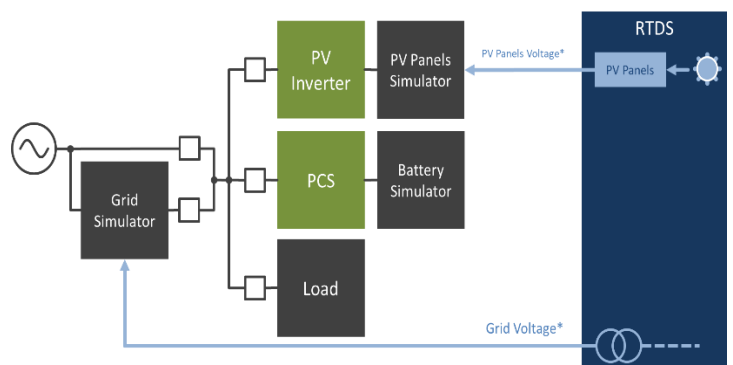 RTDS
PV
Inverter
PV Panels
Simulator
PV Panels Voltage*
PV Panels
Grid
Simulator
PCS
Battery
Simulator
Load
Grid Voltage*